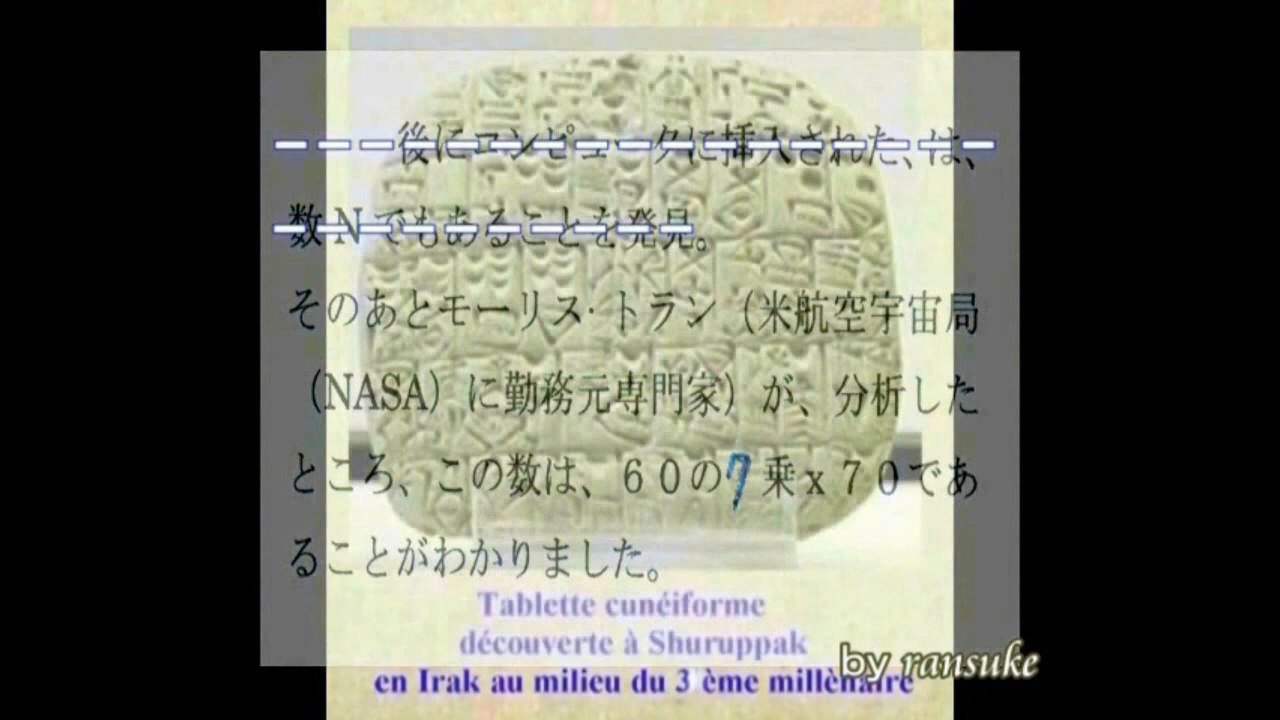 後にコンピュータに挿入された、は、
数Nでもあることを発見。
そのあとモーリス・トラン（米航空宇宙局
（NASA）に勤務元専門家）が、分析した
ところ、この数は、６０の7乗x７０であ
ることがわかりました。
Tablette cunéiforme
découverte à Shuruppak
en Irak au milieu du 3 ème millènaire
by ransuke